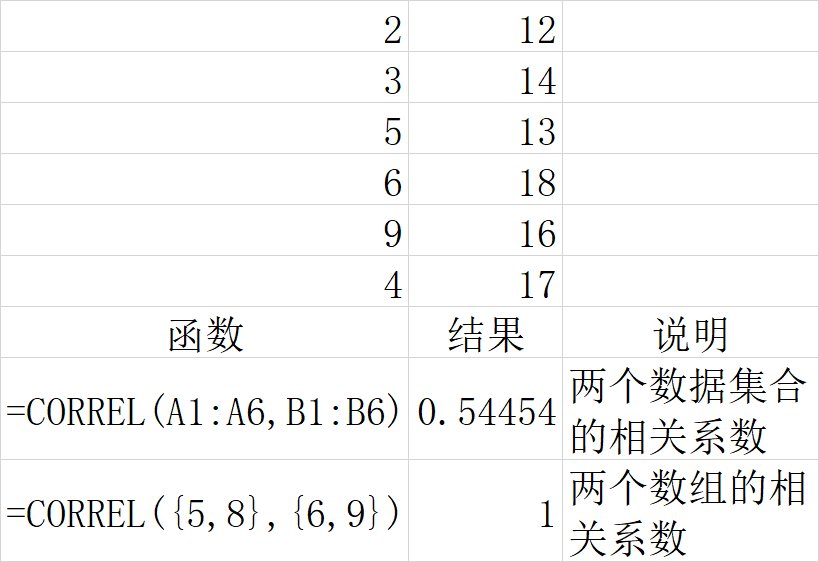 2 12
3 14
5 13
6 18
9 16
4 17
函数 结果 说明
=CORREL(A1:A6,B1:B6) 0.54454 两个数据集合
的相关系数
=CORREL({5,8},{6,9}) 1 两个数组的相
关系数